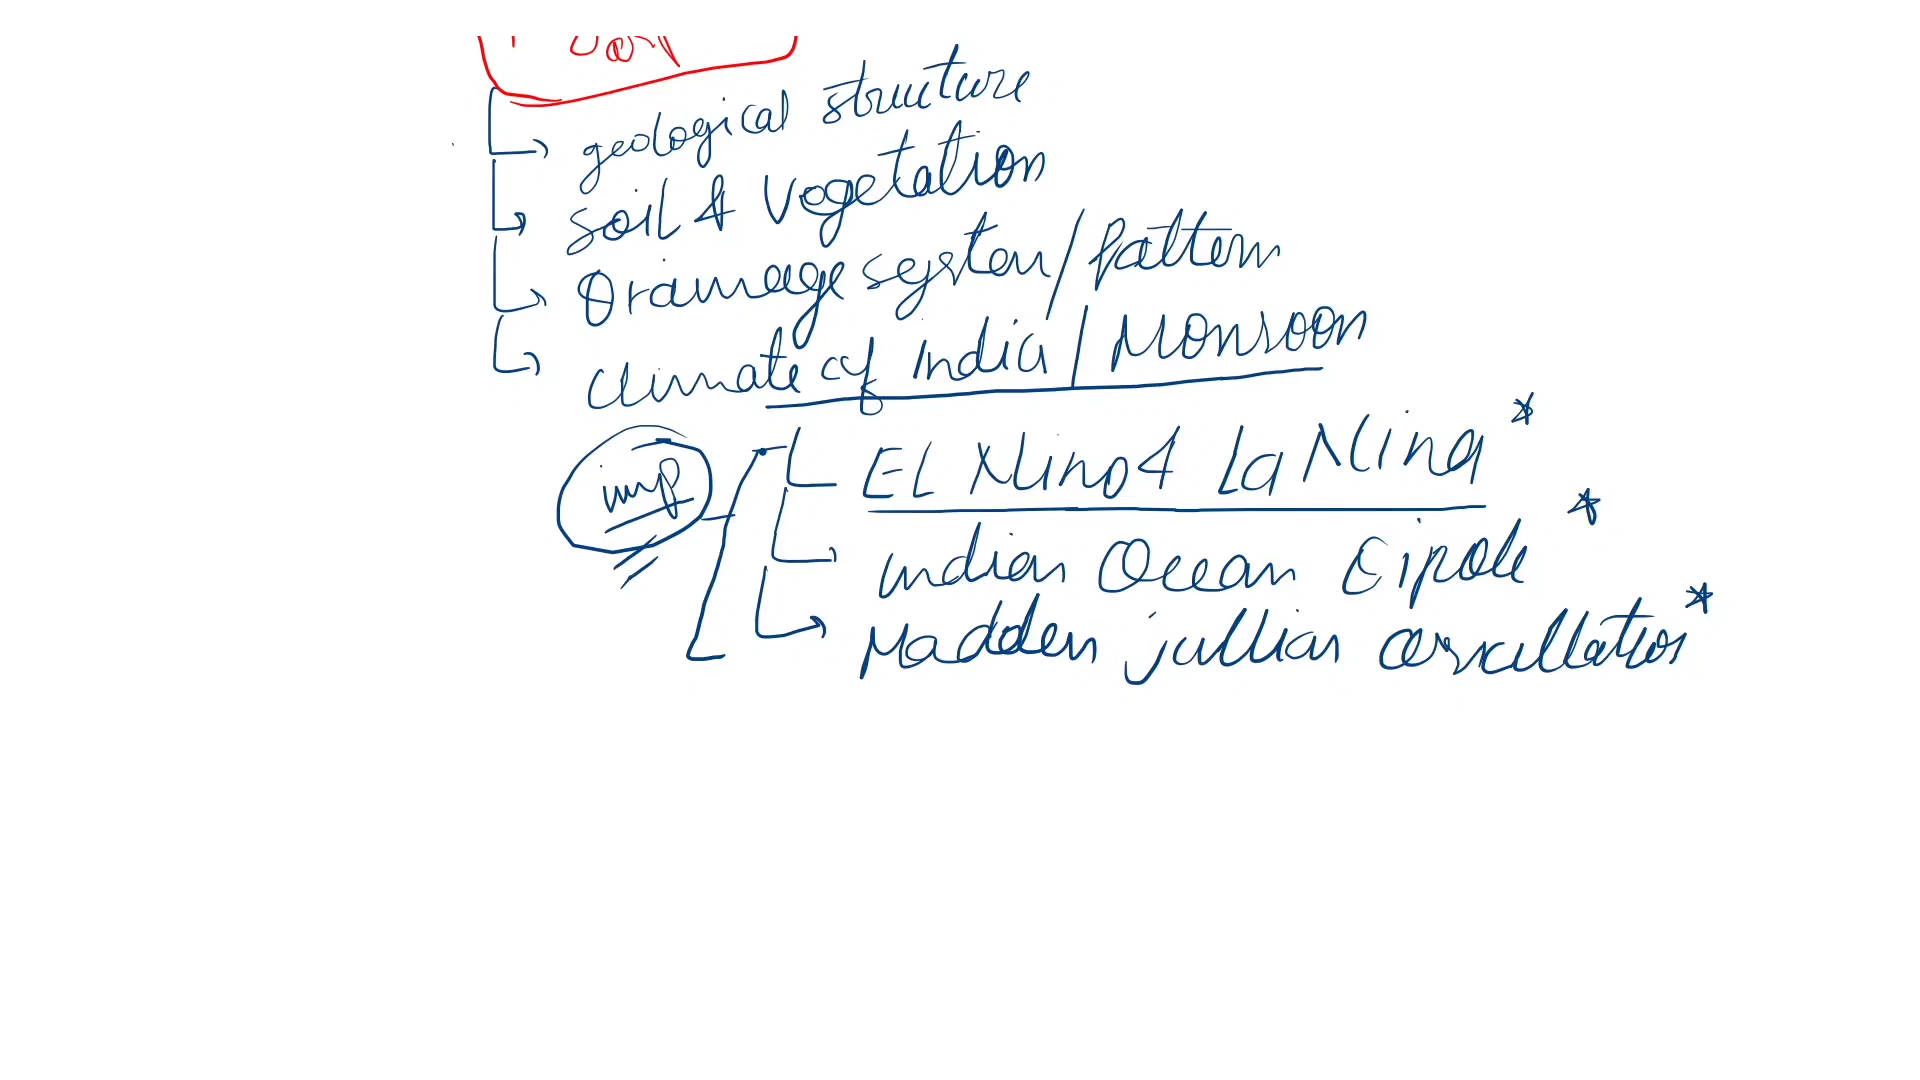 geological structure
soil & Vegetation
Drainage system/pattern
climate of India/Monsoon
imp
EL Nino & La Nina *
indian Ocean Dipole *
Madden jullian oscillation *